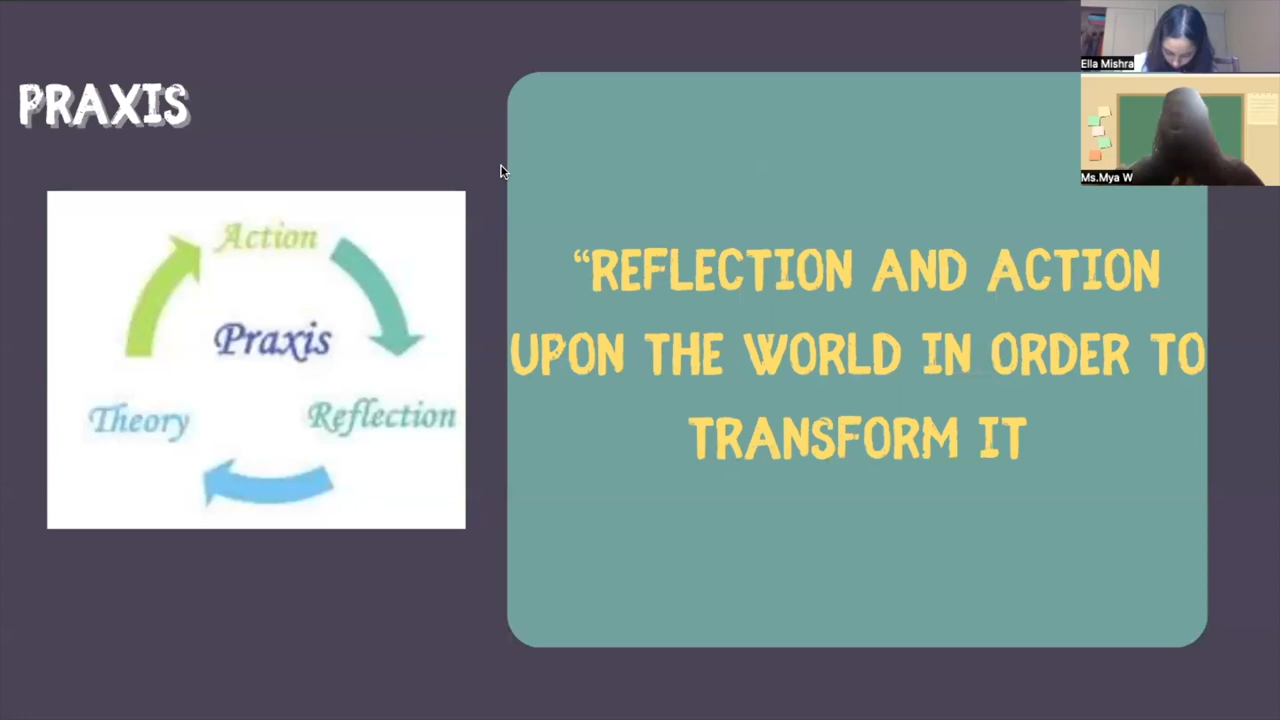 PRAXIS
Action
Praxis
Theory
Reflection
“REFLECTION AND ACTION
UPON THE WORLD IN ORDER TO
TRANSFORM IT
Ella Mishra
Ms.Mya W